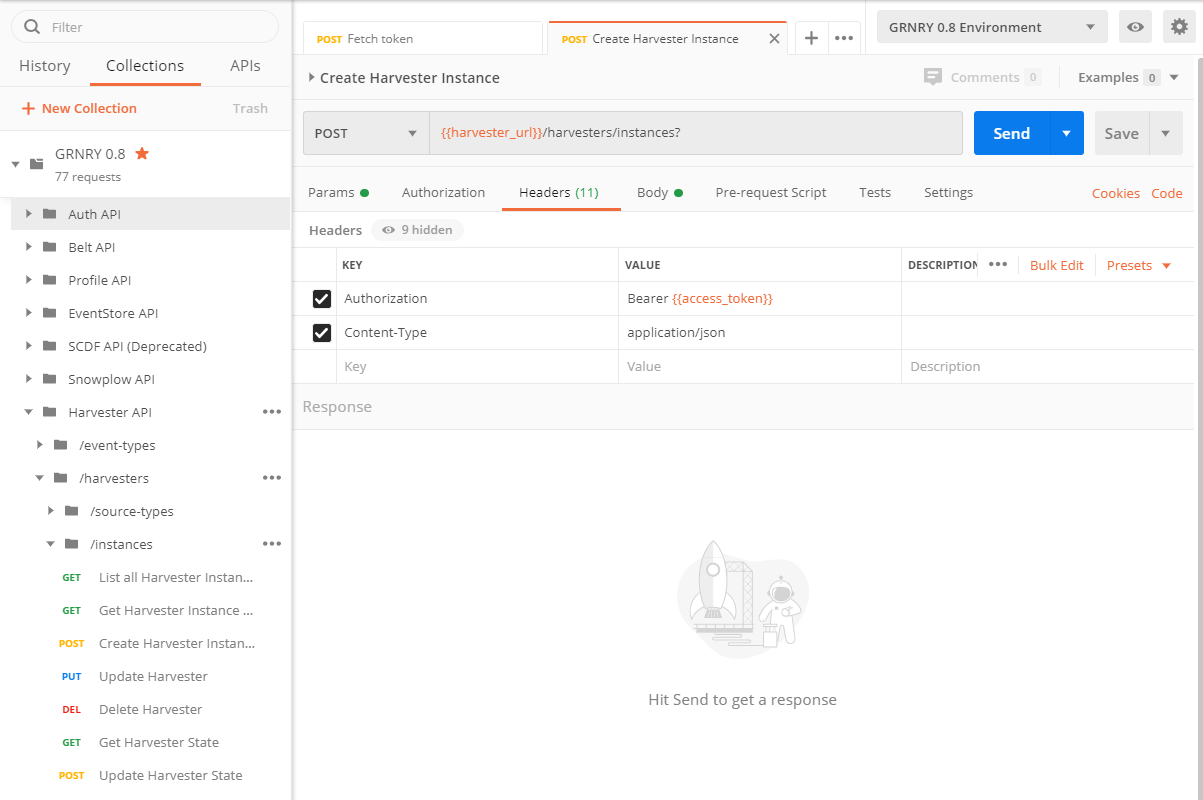 Filter
History Collections APIs
New Collection Trash
GRNRY 0.8
77 requests
Auth API
Belt API
Profile API
EventStore API
SCDF API (Deprecated)
Snowplow API
Harvester API
/event-types
/harvesters
/source-types
/instances
GET List all Harvester Instan...
GET Get Harvester Instance ...
POST Create Harvester Instan...
PUT Update Harvester
DEL Delete Harvester
GET Get Harvester State
POST Update Harvester State
POST Fetch token
POST Create Harvester Instance
GRNRY 0.8 Environment
Create Harvester Instance
Comments 0
Examples 0
POST {{harvester_url}}/harvesters/instances?
Send Save
Params Authorization Headers (11) Body Pre-request Script Tests Settings
Cookies Code
Headers 9 hidden
KEY VALUE DESCRIPTION Bulk Edit Presets
Authorization Bearer {{access_token}}
Content-Type application/json
Key Value Description
Response
Hit Send to get a response